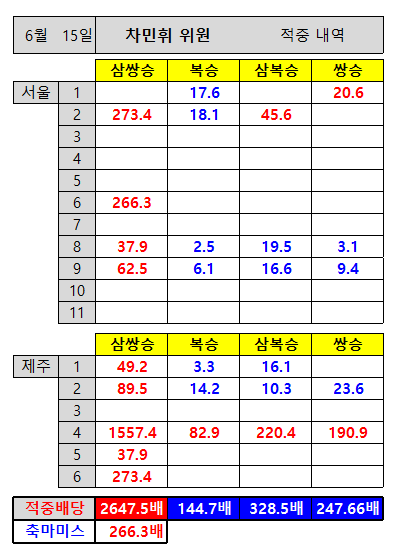 6월 15일 차민휘 위원 적중 내역
삼쌍승 복승 삼복승 쌍승
서울 1 17.6 20.6
2 273.4 18.1 45.6
3
4
5
6 266.3
7
8 37.9 2.5 19.5 3.1
9 62.5 6.1 16.6 9.4
10
11
삼쌍승 복승 삼복승 쌍승
제주 1 49.2 3.3 16.1
2 89.5 14.2 10.3 23.6
3
4 1557.4 82.9 220.4 190.9
5 37.9
6 273.4
적중배당 2647.5배 144.7배 328.5배 247.66배
축마미스 266.3배